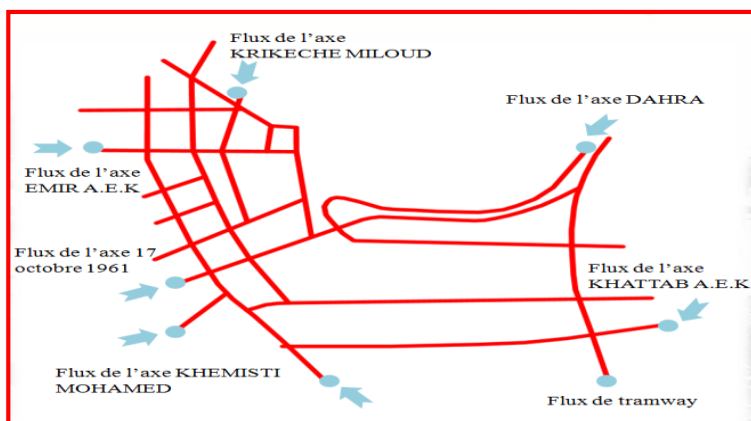 Flux de l’axe
KRIKECHE MILOUD
Flux de l’axe DAHRA
Flux de l’axe
EMIR A.E.K
Flux de l’axe 17
octobre 1961
Flux de l’axe
KHATTAB A.E.K
Flux de l’axe KHEMISTI
MOHAMED
Flux de tramway